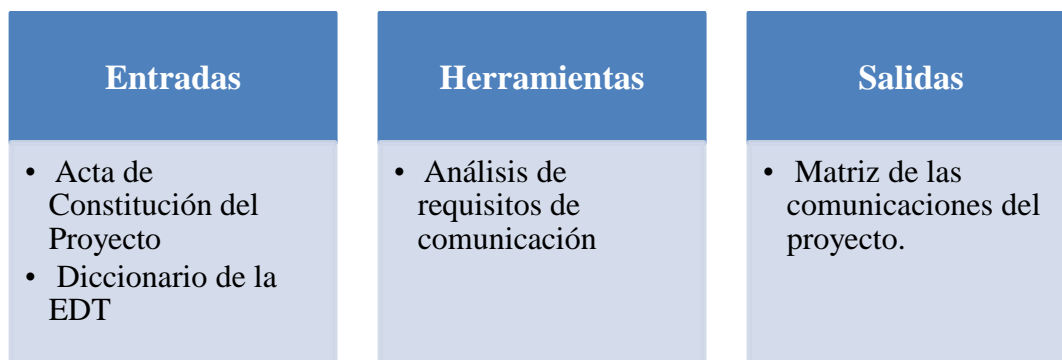 Entradas
• Acta de
Constitución del
Proyecto
• Diccionario de la
EDT
Herramientas
• Análisis de
requisitos de
comunicación
Salidas
• Matriz de las
comunicaciones del
proyecto.